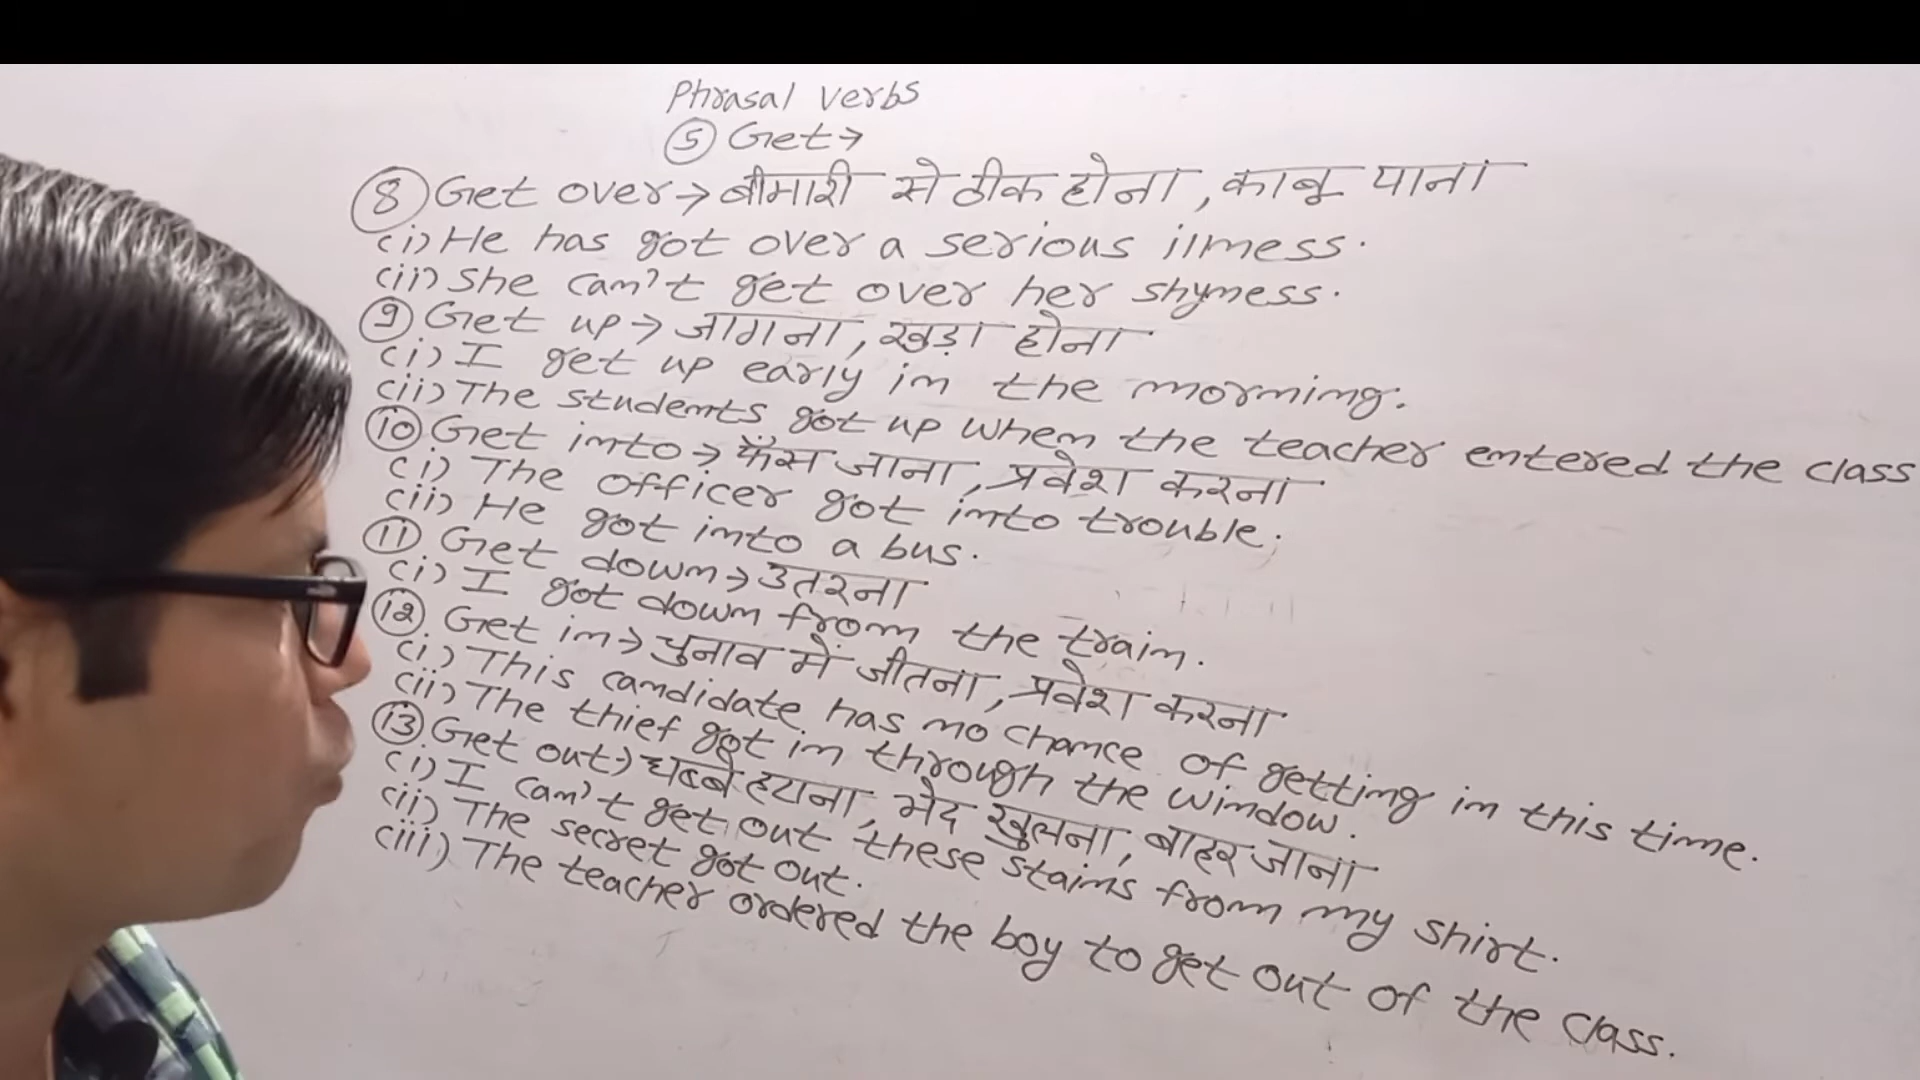 Phrasal verbs
⑤ Get→
⑧ Get over→ बीमारी से ठीक होना, काबू पाना
(i) He has got over a serious illness.
(ii) She can't get over her shyness.
⑨ Get up→ जागना, खड़ा होना
(i) I get up early in the morning.
(ii) The students got up when the teacher entered the class
⑩ Get into→ फँस जाना, प्रवेश करना
(i) The officer got into trouble.
(ii) He got into a bus.
⑪ Get down→ उतरना
(i) I got down from the train.
⑫ Get in→ चुनाव में जीतना, प्रवेश करना
(i) This candidate has no chance of getting in this time.
(ii) The thief got in through the window.
⑬ Get out→ धब्बे हटाना, भेद खुलना, बाहर जाना
(i) I can't get out these stains from my shirt.
(ii) The secret got out.
(iii) The teacher ordered the boy to get out of the class.